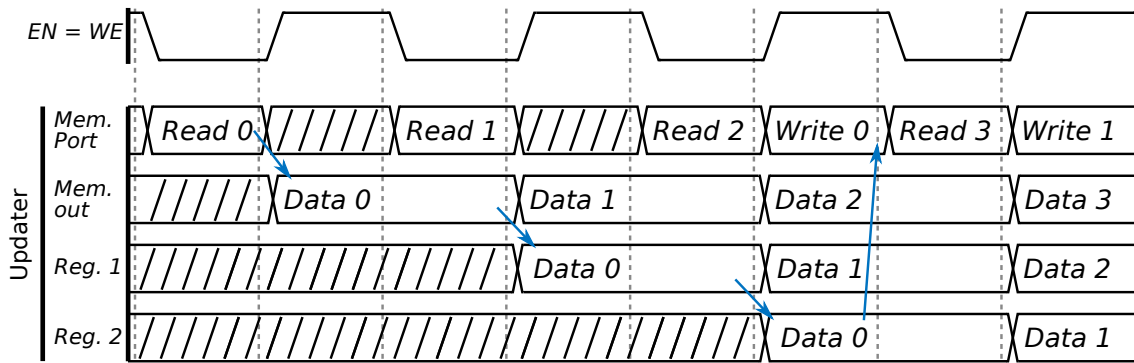 EN = WE
Updater
Mem. Port
Read 0
Read 1
Read 2
Write 0
Read 3
Write 1
Mem. out
Data 0
Data 1
Data 2
Data 3
Reg. 1
Data 0
Data 1
Data 2
Reg. 2
Data 0
Data 1